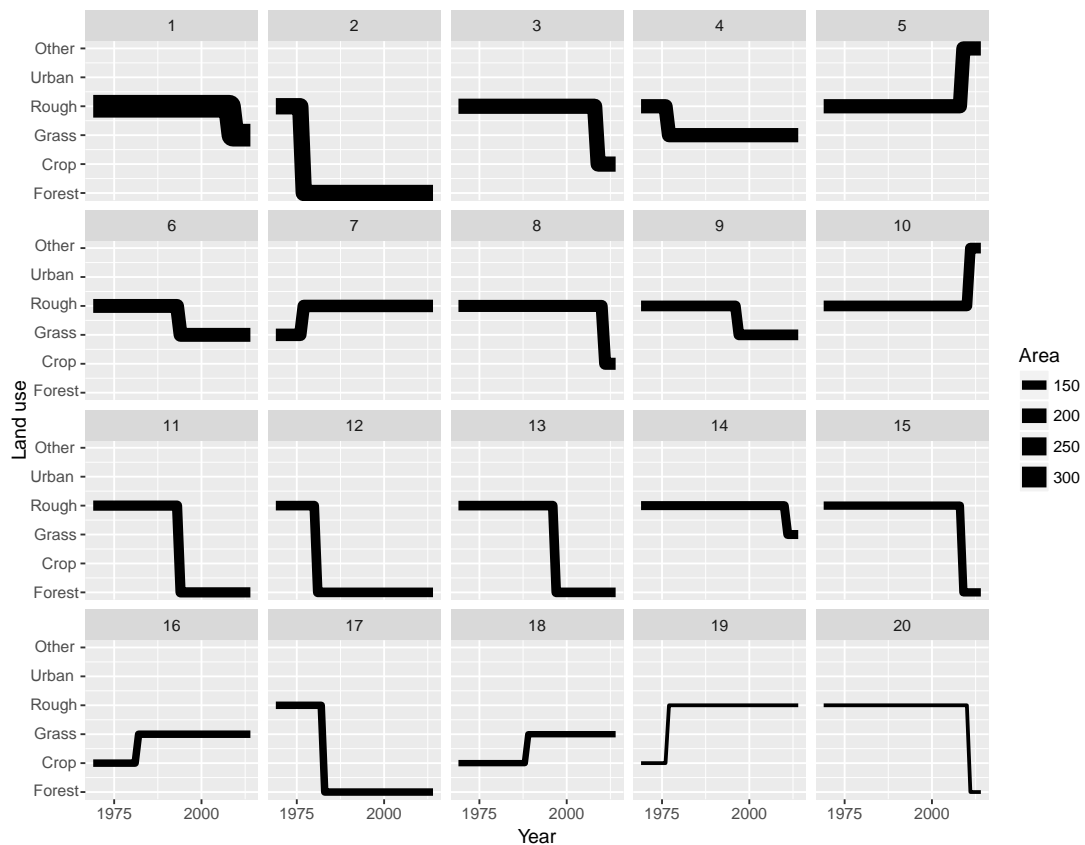 1 2 3 4 5
Other
Urban
Rough
Grass
Crop
Forest
6 7 8 9 10
Other
Urban
Rough
Grass
Crop
Forest
11 12 13 14 15
Other
Urban
Rough
Grass
Crop
Forest
16 17 18 19 20
Other
Urban
Rough
Grass
Crop
Forest
1975 2000 1975 2000 1975 2000 1975 2000 1975 2000
Year
Land use
Area
150
200
250
300